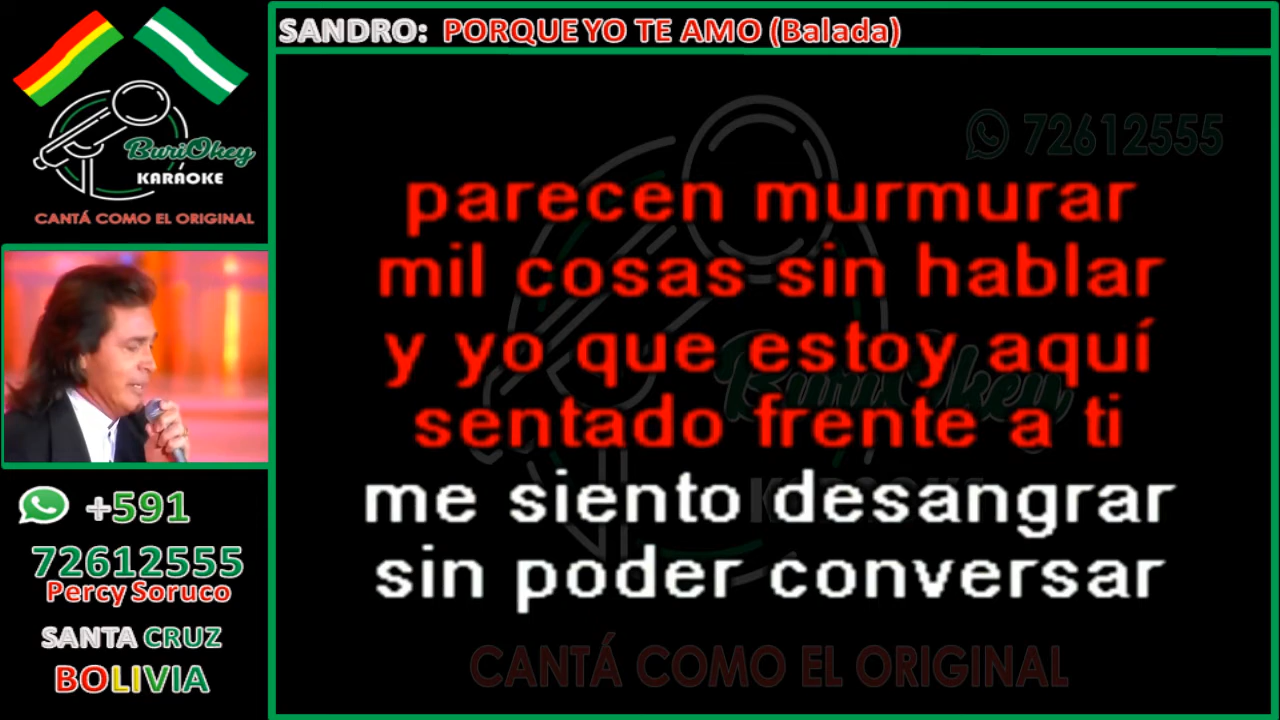 SANDRO: PORQUE YO TE AMO (Balada)
BuriOkey
KARAOKE
CANTÁ COMO EL ORIGINAL
72612555
parecen murmurar
mil cosas sin hablar
y yo que estoy aquí
sentado frente a ti
me siento desangrar
sin poder conversar
BuriOkey
KARAOKE
CANTÁ COMO EL ORIGINAL
+591
72612555
Percy Soruco
SANTA CRUZ
BOLIVIA